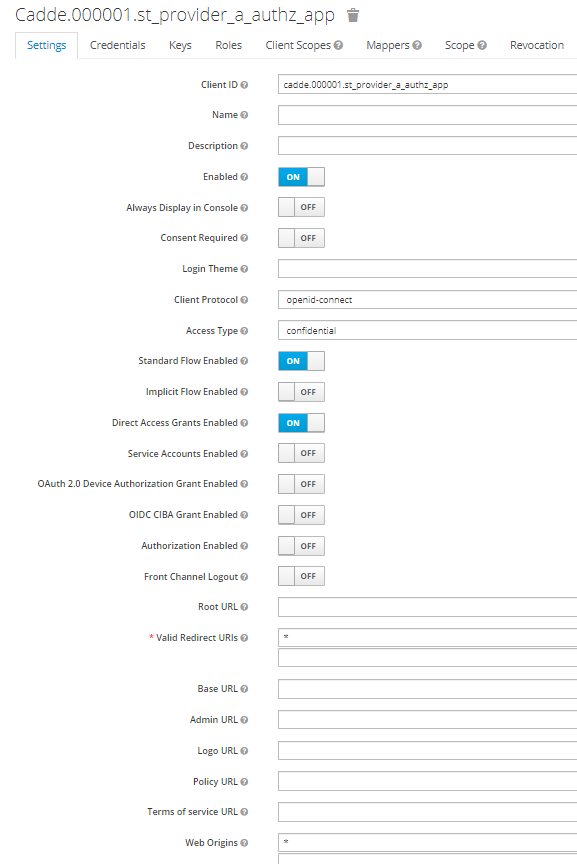 Cadde.000001.st_provider_a_authz_app
Settings Credentials Keys Roles Client Scopes Mappers Scope Revocation
Client ID cadde.000001.st_provider_a_authz_app
Name
Description
Enabled ON
Always Display in Console OFF
Consent Required OFF
Login Theme
Client Protocol openid-connect
Access Type confidential
Standard Flow Enabled ON
Implicit Flow Enabled OFF
Direct Access Grants Enabled ON
Service Accounts Enabled OFF
OAuth 2.0 Device Authorization Grant Enabled OFF
OIDC CIBA Grant Enabled OFF
Authorization Enabled OFF
Front Channel Logout OFF
Root URL
* Valid Redirect URIs *
Base URL
Admin URL
Logo URL
Policy URL
Terms of service URL
Web Origins *